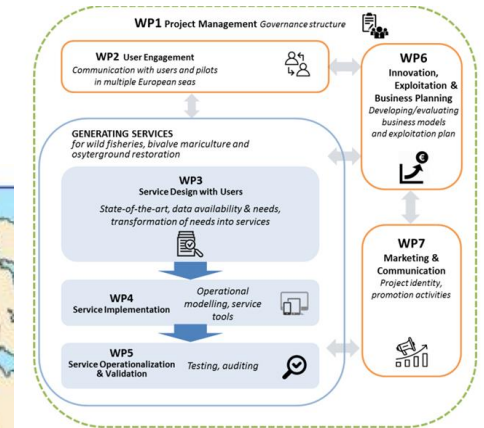 WP1 Project Management Governance structure
WP2 User Engagement
Communication with users and pilots
in multiple European seas
WP6
Innovation,
Exploitation &
Business Planning
Developing/evaluating
business models
and exploitation plan
€
GENERATING SERVICES
for wild fisheries, bivalve mariculture and
osyterground restoration
WP3
Service Design with Users
State-of-the-art, data availability & needs,
transformation of needs into services
WP4
Service Implementation
Operational
modelling, service
tools
WP5
Service Operationalization
& Validation
Testing, auditing
WP7
Marketing &
Communication
Project identity,
promotion activities